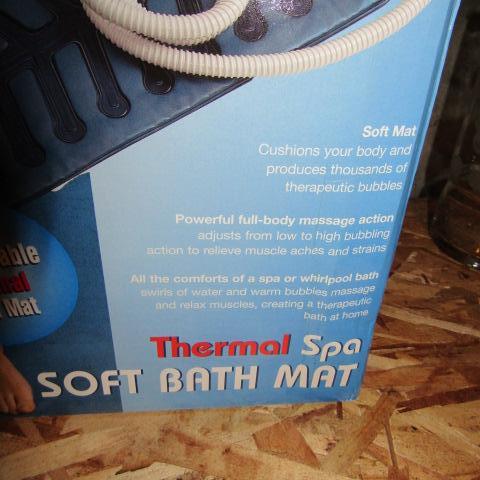 Soft Mat
Cushions your body and
produces thousands of
therapeutic bubbles
Powerful full-body massage action
adjusts from low to high bubbling
action to relieve muscle aches and strains
All the comforts of a spa or whirlpool bath
swirls of water and warm bubbles massage
and relax muscles, creating a therapeutic
bath at home
Mat
Thermal Spa
SOFT BATH MAT